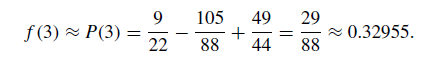 f(3) ≈ P(3) = 9/22 − 105/88 + 49/44 = 29/88 ≈ 0.32955.